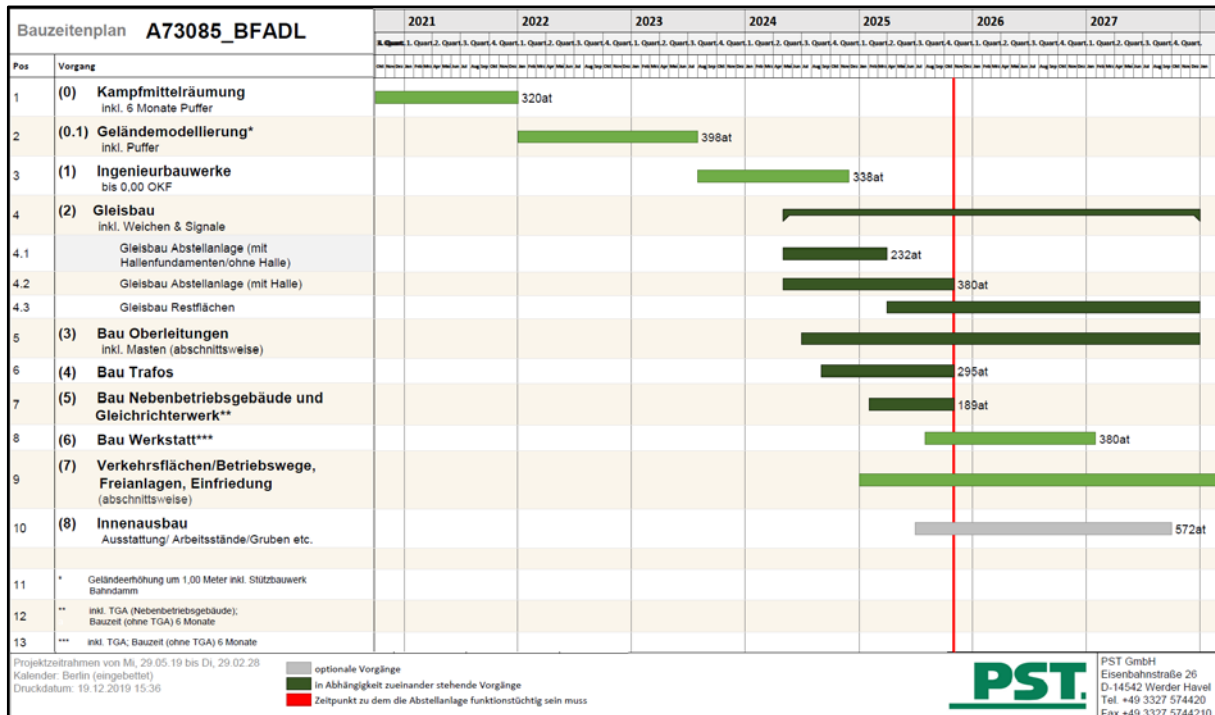 Bauzeitenplan A73085_BFADL
2021 2022 2023 2024 2025 2026 2027
Pos Vorgang
1 (0) Kampfmittelräumung
inkl. 6 Monate Puffer
320at
2 (0.1) Geländemodellierung*
inkl. Puffer
398at
3 (1) Ingenieurbauwerke
bis 0,00 OKF
338at
4 (2) Gleisbau
inkl. Weichen & Signale
4.1 Gleisbau Abstellanlage (mit
Hallenfundamenten/ohne Halle)
232at
4.2 Gleisbau Abstellanlage (mit Halle)
380at
4.3 Gleisbau Restflächen
5 (3) Bau Oberleitungen
inkl. Masten (abschnittsweise)
6 (4) Bau Trafos
295at
7 (5) Bau Nebenbetriebsgebäude und
Gleichrichterwerk**
189at
8 (6) Bau Werkstatt***
380at
9 (7) Verkehrsflächen/Betriebswege,
Freianlagen, Einfriedung
(abschnittsweise)
10 (8) Innenausbau
Ausstattung/ Arbeitsstände/Gruben etc.
572at
11 * Geländeerhöhung um 1,00 Meter inkl. Stützbauwerk
Bahndamm
12 ** inkl. TGA (Nebenbetriebsgebäude);
Bauzeit (ohne TGA) 6 Monate
13 *** inkl. TGA; Bauzeit (ohne TGA) 6 Monate
Projektzeitrahmen von Mi, 29.05.19 bis Di, 29.02.28
Kalender: Berlin (eingebettet)
Druckdatum: 19.12.2019 15:36
optionale Vorgänge
in Abhängigkeit zueinander stehende Vorgänge
Zeitpunkt zu dem die Abstellanlage funktionstüchtig sein muss
PST.
PST GmbH
Eisenbahnstraße 26
D-14542 Werder Havel
Tel. +49 3327 574420
Fax +49 3327 5744210